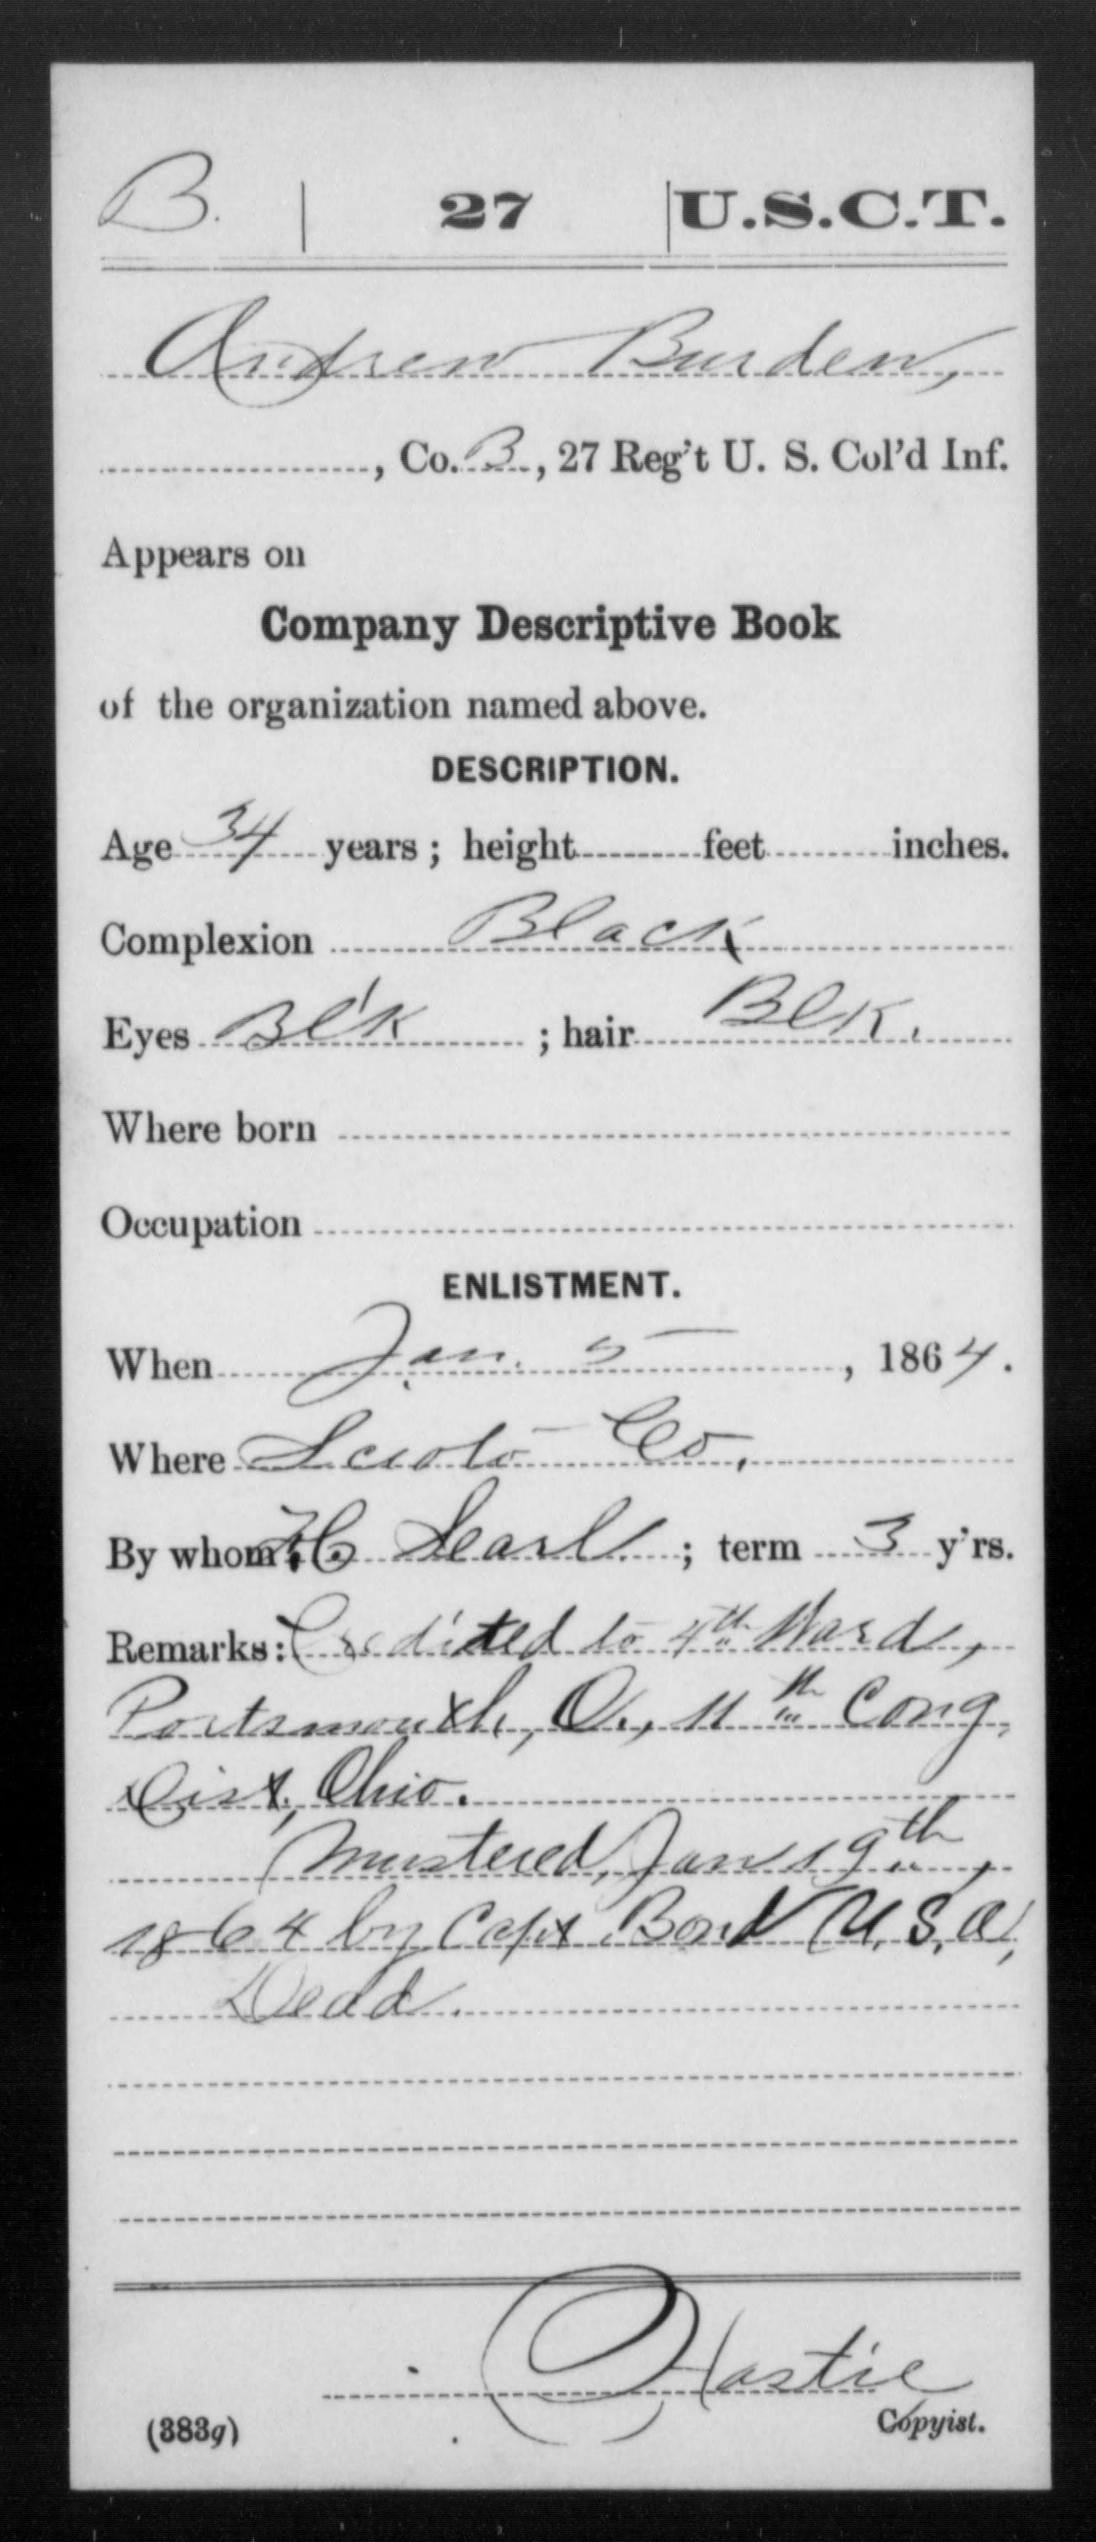 B. | 27 | U.S.C.T.
Andrew Burden,
, Co. B, 27 Reg't U. S. Col'd Inf.
Appears on
Company Descriptive Book
of the organization named above.
DESCRIPTION.
Age 34 years; height feet inches.
Complexion Black
Eyes Bl'k ; hair Blk.
Where born
Occupation
ENLISTMENT.
When Jan. 5, 1864.
Where Scioto Co.
By whom H Searl ; term 3 y'rs.
Remarks: Credited to 4th Ward,
Portsmouth, O., 11th Cong.
Dist, Ohio.
Mustered, Jan 19th,
1864 by Capt Bond U.S.A,
Dead.
Hastie
Copyist.
(383g)